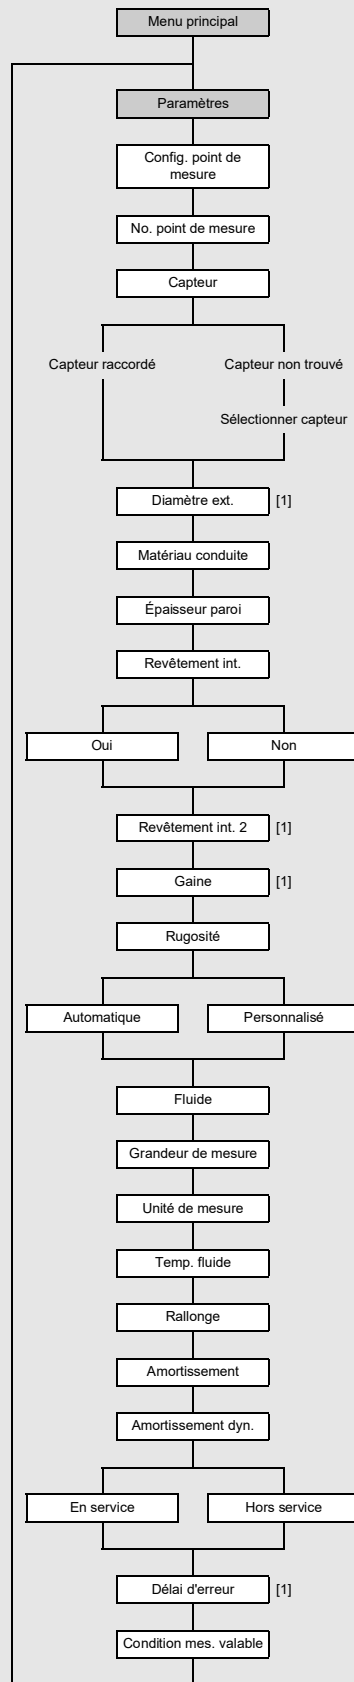 Menu principal
Paramètres
Config. point de
mesure
No. point de mesure
Capteur
Capteur raccordé
Capteur non trouvé
Sélectionner capteur
Diamètre ext. [1]
Matériau conduite
Épaisseur paroi
Revêtement int.
Oui
Non
Revêtement int. 2 [1]
Gaine [1]
Rugosité
Automatique
Personnalisé
Fluide
Grandeur de mesure
Unité de mesure
Temp. fluide
Rallonge
Amortissement
Amortissement dyn.
En service
Hors service
Délai d'erreur [1]
Condition mes. valable